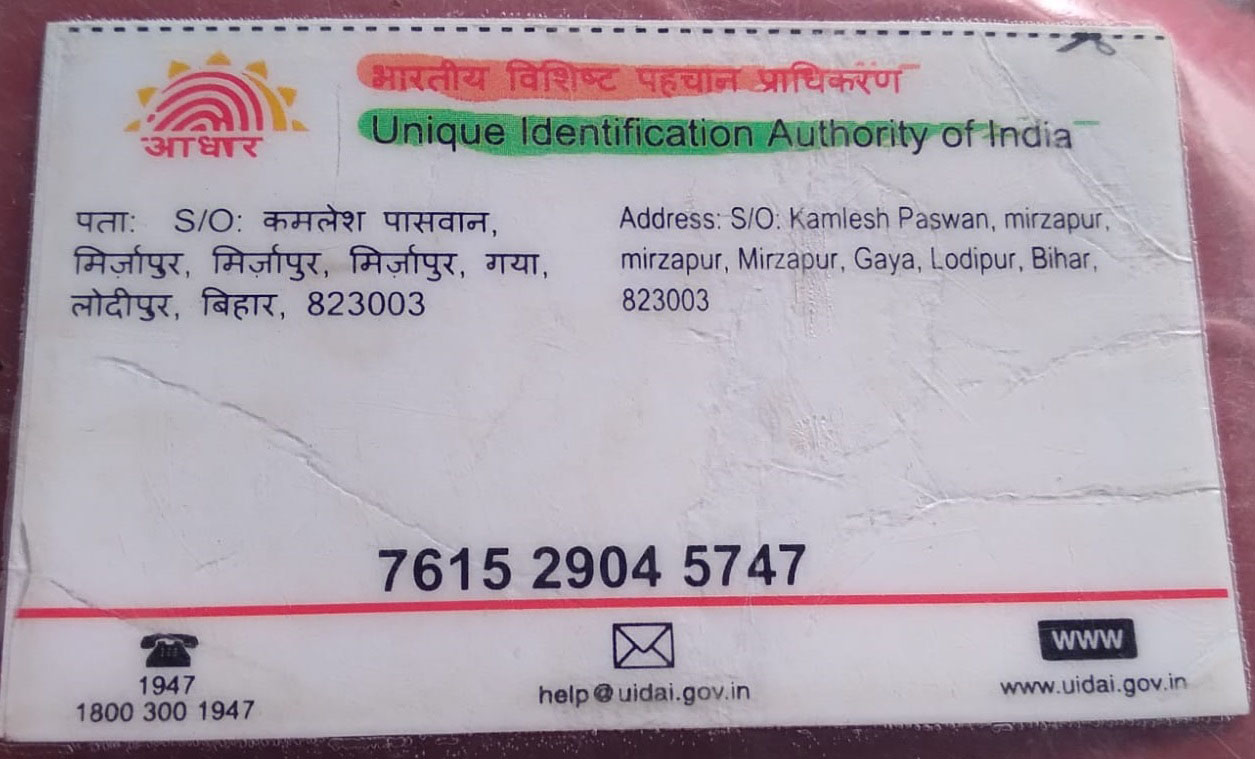 भारतीय विशिष्ट पहचान प्राधिकरण
Unique Identification Authority of India
आधार
पता: S/O: कमलेश पासवान,
मिर्ज़ापुर, मिर्ज़ापुर, मिर्ज़ापुर, गया,
लोदीपुर, बिहार, 823003
Address: S/O: Kamlesh Paswan, mirzapur,
mirzapur, Mirzapur, Gaya, Lodipur, Bihar,
823003
7615 2904 5747
1947
1800 300 1947
help@uidai.gov.in
www
www.uidai.gov.in